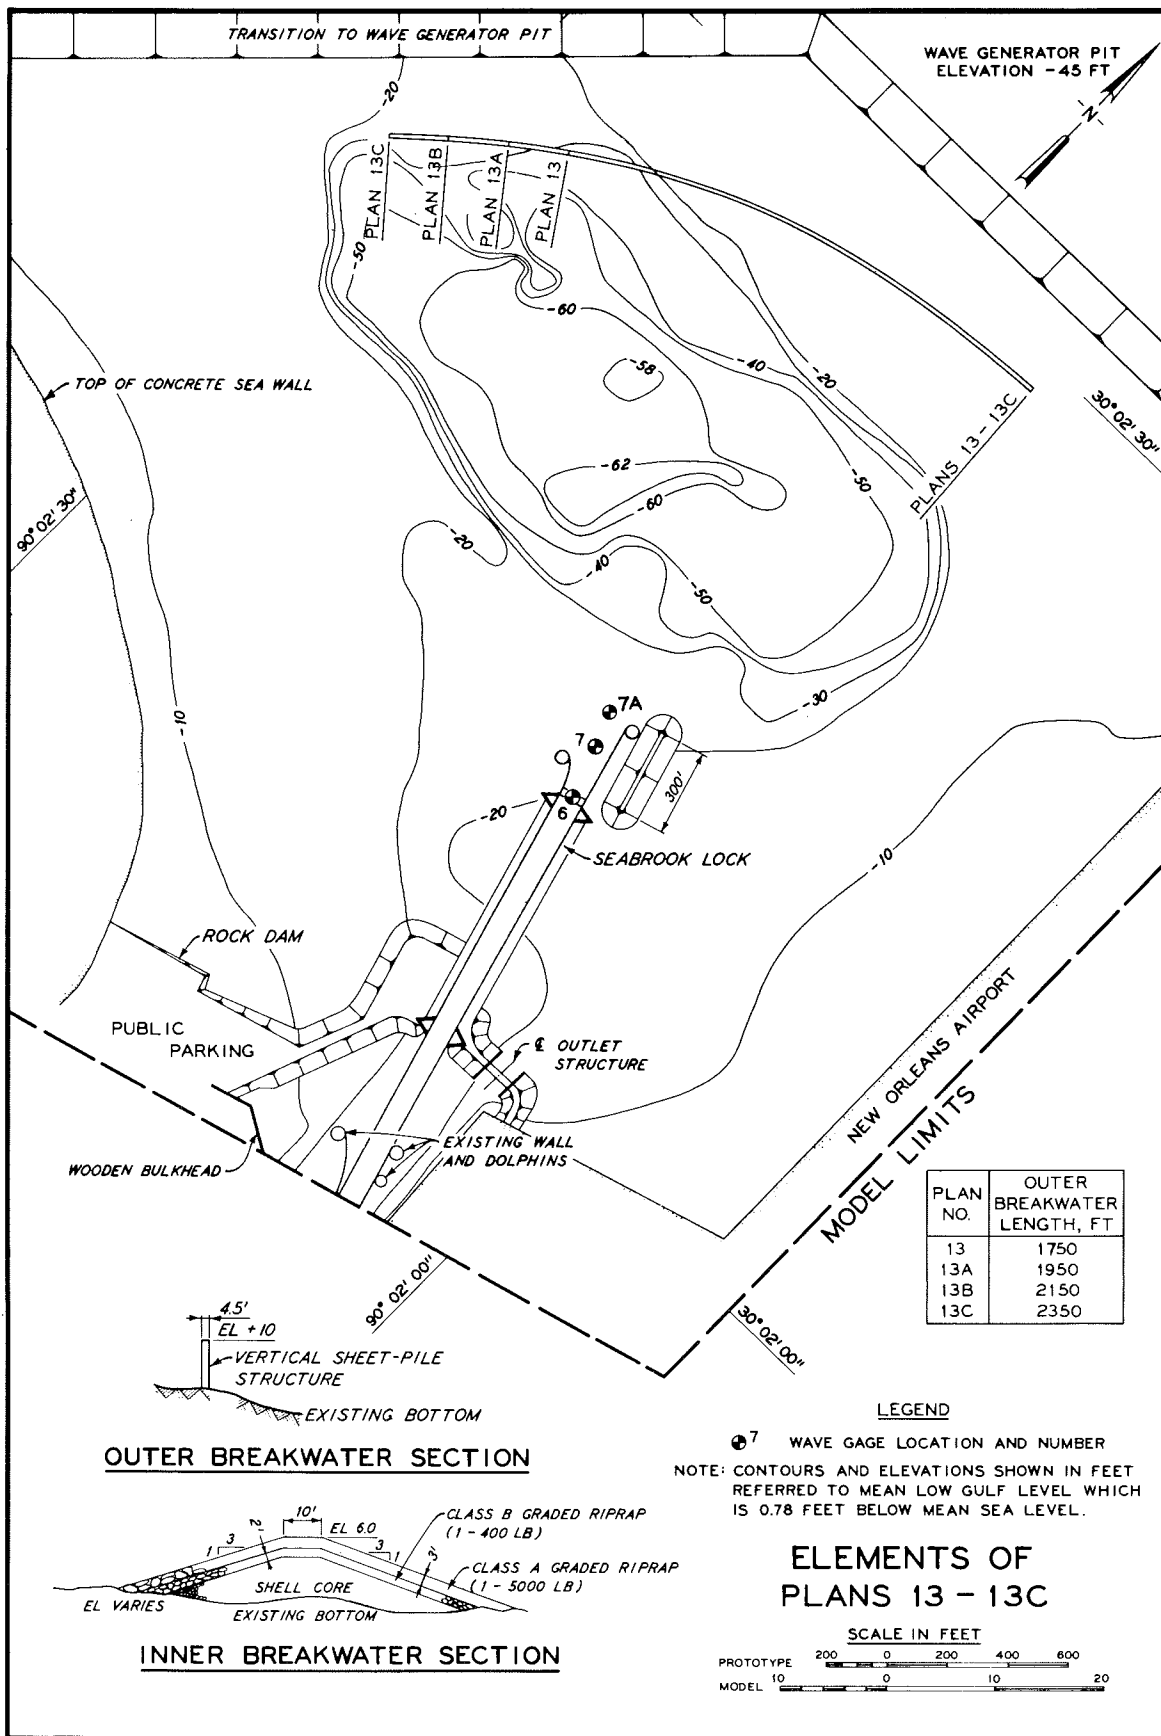 TRANSITION TO WAVE GENERATOR PIT
WAVE GENERATOR PIT
ELEVATION -45 FT
-N-
-20
PLAN 13C
PLAN 13B
PLAN 13A
PLAN 13
-50
-60
-58
-40
-20
30° 02' 30"
TOP OF CONCRETE SEA WALL
PLANS 13 - 13C
-62
-60
-50
90° 02' 30"
-20
-40
-50
-30
-10
7A
7
300'
6
-20
SEABROOK LOCK
-10
ROCK DAM
PUBLIC
PARKING
℄ OUTLET
STRUCTURE
NEW ORLEANS AIRPORT
MODEL LIMITS
EXISTING WALL
AND DOLPHINS
WOODEN BULKHEAD
PLAN NO. OUTER BREAKWATER LENGTH, FT
13 1750
13A 1950
13B 2150
13C 2350
90° 02' 00"
30° 02' 00"
4.5'
EL +10
VERTICAL SHEET-PILE
STRUCTURE
EXISTING BOTTOM
OUTER BREAKWATER SECTION
LEGEND
7 WAVE GAGE LOCATION AND NUMBER
NOTE: CONTOURS AND ELEVATIONS SHOWN IN FEET
REFERRED TO MEAN LOW GULF LEVEL WHICH
IS 0.78 FEET BELOW MEAN SEA LEVEL.
10'
CLASS B GRADED RIPRAP
(1 - 400 LB)
EL 6.0
1 3
2'
3 1
3'
CLASS A GRADED RIPRAP
(1 - 5000 LB)
SHELL CORE
EL VARIES
EXISTING BOTTOM
INNER BREAKWATER SECTION
ELEMENTS OF
PLANS 13 - 13C
SCALE IN FEET
PROTOTYPE 200 0 200 400 600
MODEL 10 0 10 20